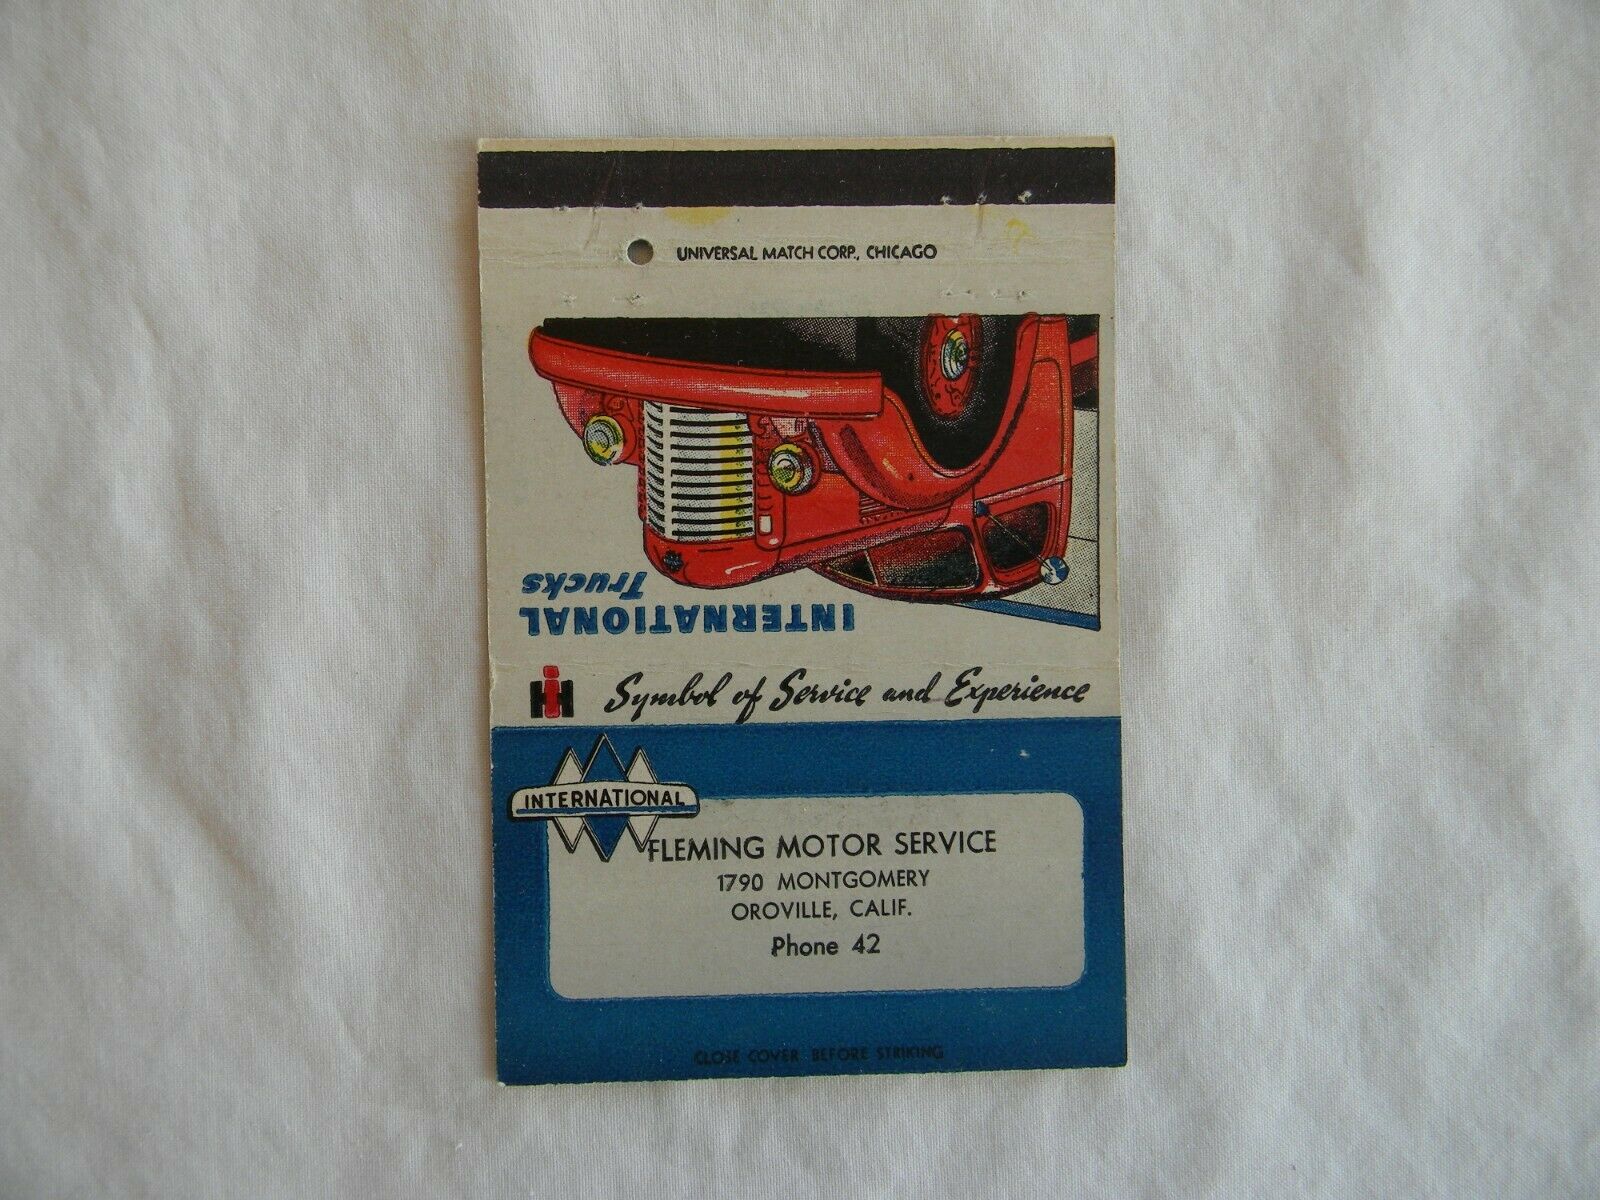 UNIVERSAL MATCH CORP., CHICAGO
INTERNATIONAL
Trucks
IH Symbol of Service and Experience
INTERNATIONAL
FLEMING MOTOR SERVICE
1790 MONTGOMERY
OROVILLE, CALIF.
Phone 42
CLOSE COVER BEFORE STRIKING